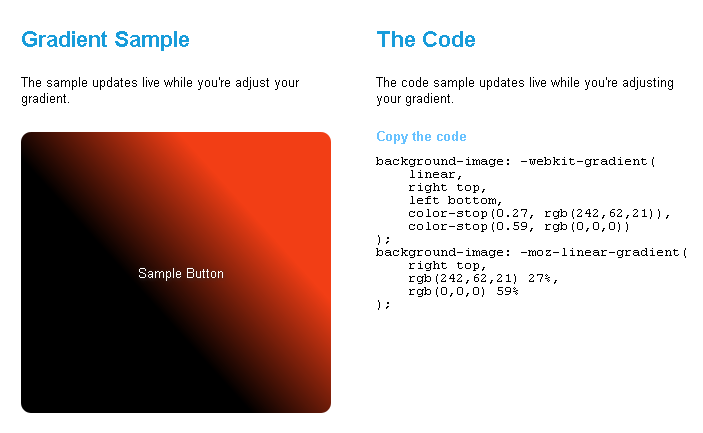 Gradient Sample
The sample updates live while you're adjust your
gradient.
Sample Button
The Code
The code sample updates live while you're adjusting
your gradient.
Copy the code
background-image: -webkit-gradient(
    linear,
    right top,
    left bottom,
    color-stop(0.27, rgb(242,62,21)),
    color-stop(0.59, rgb(0,0,0))
);
background-image: -moz-linear-gradient(
    right top,
    rgb(242,62,21) 27%,
    rgb(0,0,0) 59%
);